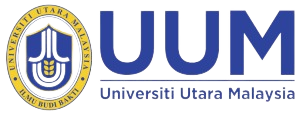 UNIVERSITI UTARA MALAYSIA
ILMU BUDI BAKTI
UUM
Universiti Utara Malaysia